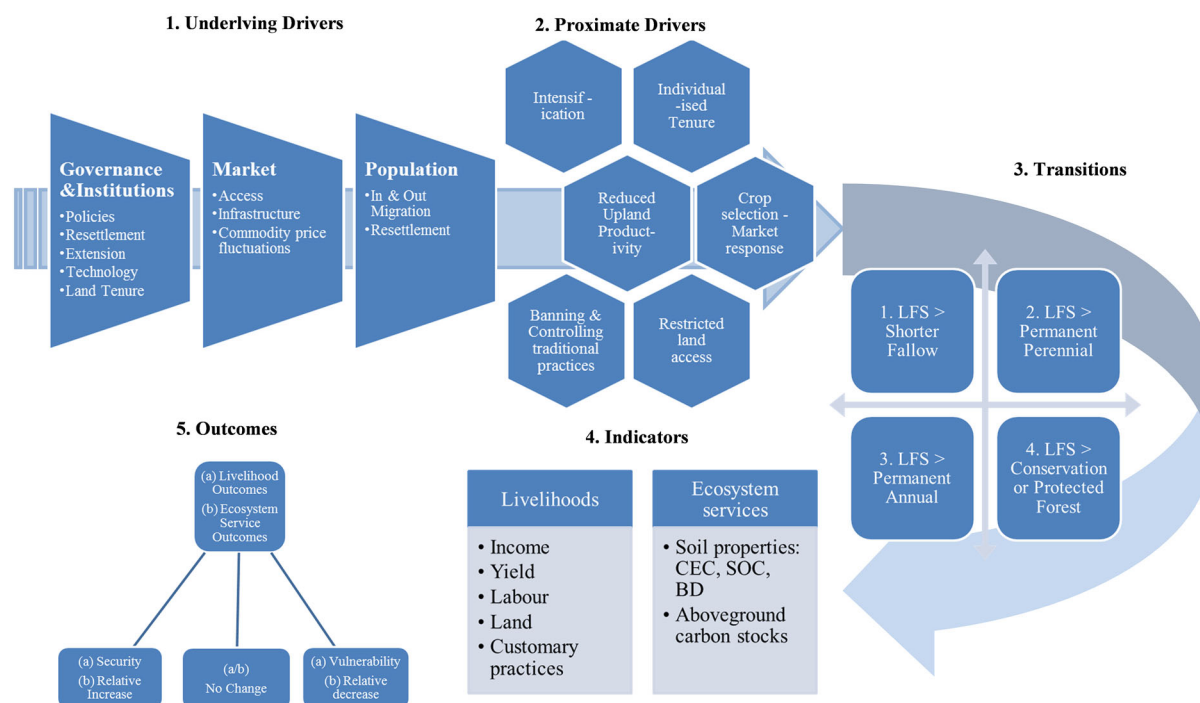 1. Underlving Drivers
Governance
&Institutions
•Policies
•Resettlement
•Extension
•Technology
•Land Tenure
Market
•Access
•Infrastructure
•Commodity price
fluctuations
Population
•In & Out
Migration
•Resettlement
2. Proximate Drivers
Intensif -
ication
Individual
-ised
Tenure
Reduced
Upland
Product-
ivity
Crop
selection -
Market
response
Banning &
Controlling
traditional
practices
Restricted
land
access
3. Transitions
1. LFS >
Shorter
Fallow
2. LFS >
Permanent
Perennial
3. LFS >
Permanent
Annual
4. LFS >
Conservation
or Protected
Forest
4. Indicators
Livelihoods
• Income
• Yield
• Labour
• Land
• Customary
practices
Ecosystem
services
• Soil properties:
CEC, SOC,
BD
• Aboveground
carbon stocks
5. Outcomes
(a) Livelihood
Outcomes
(b) Ecosystem
Service
Outcomes
(a) Security
(b) Relative
Increase
(a/b)
No Change
(a) Vulnerability
(b) Relative
decrease